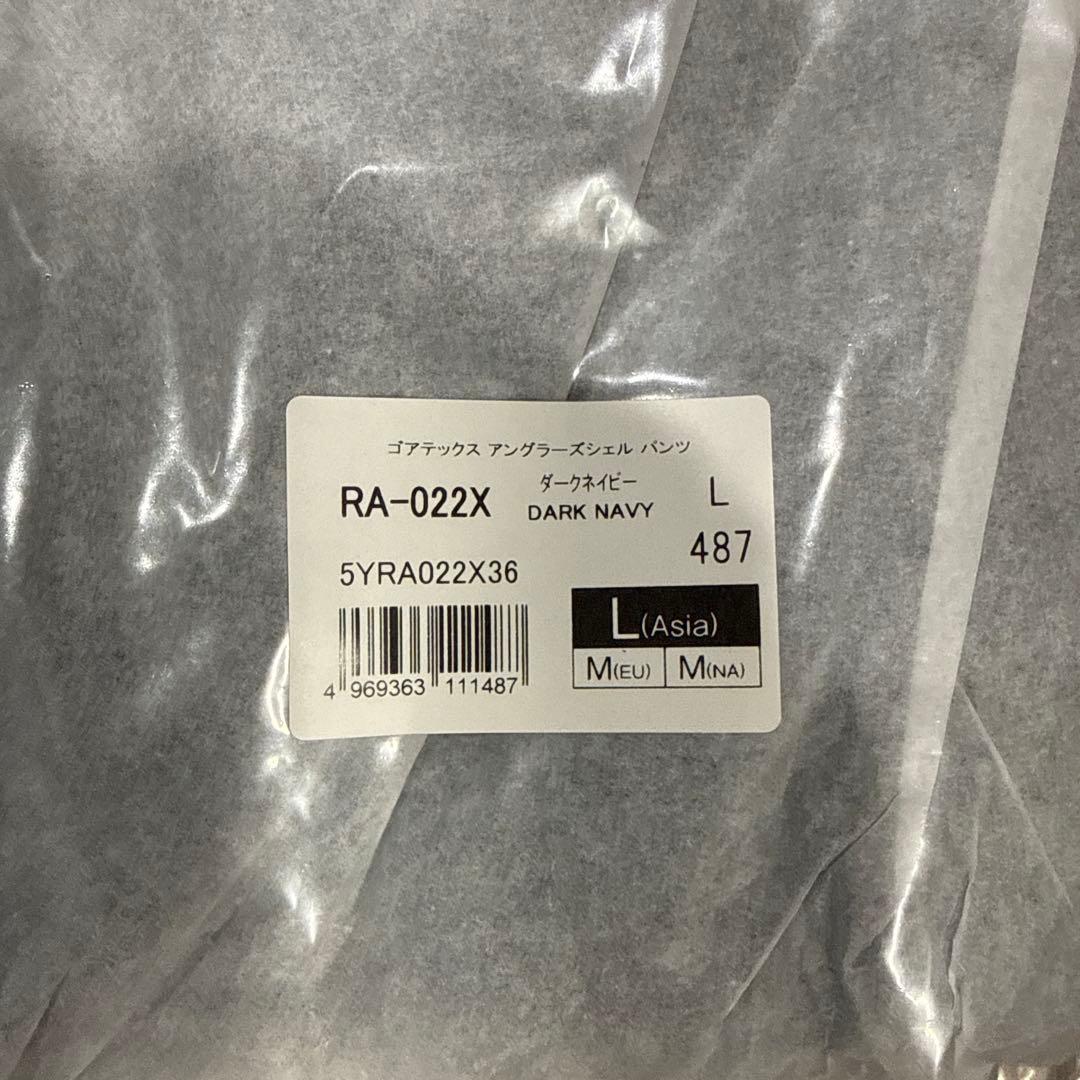 ゴアテックス アングラーズシェル パンツ
RA-022X
ダークネイビー
DARK NAVY
L
487
5YRA022X36
4 969363 111487
L(Asia)
M(EU) M(NA)